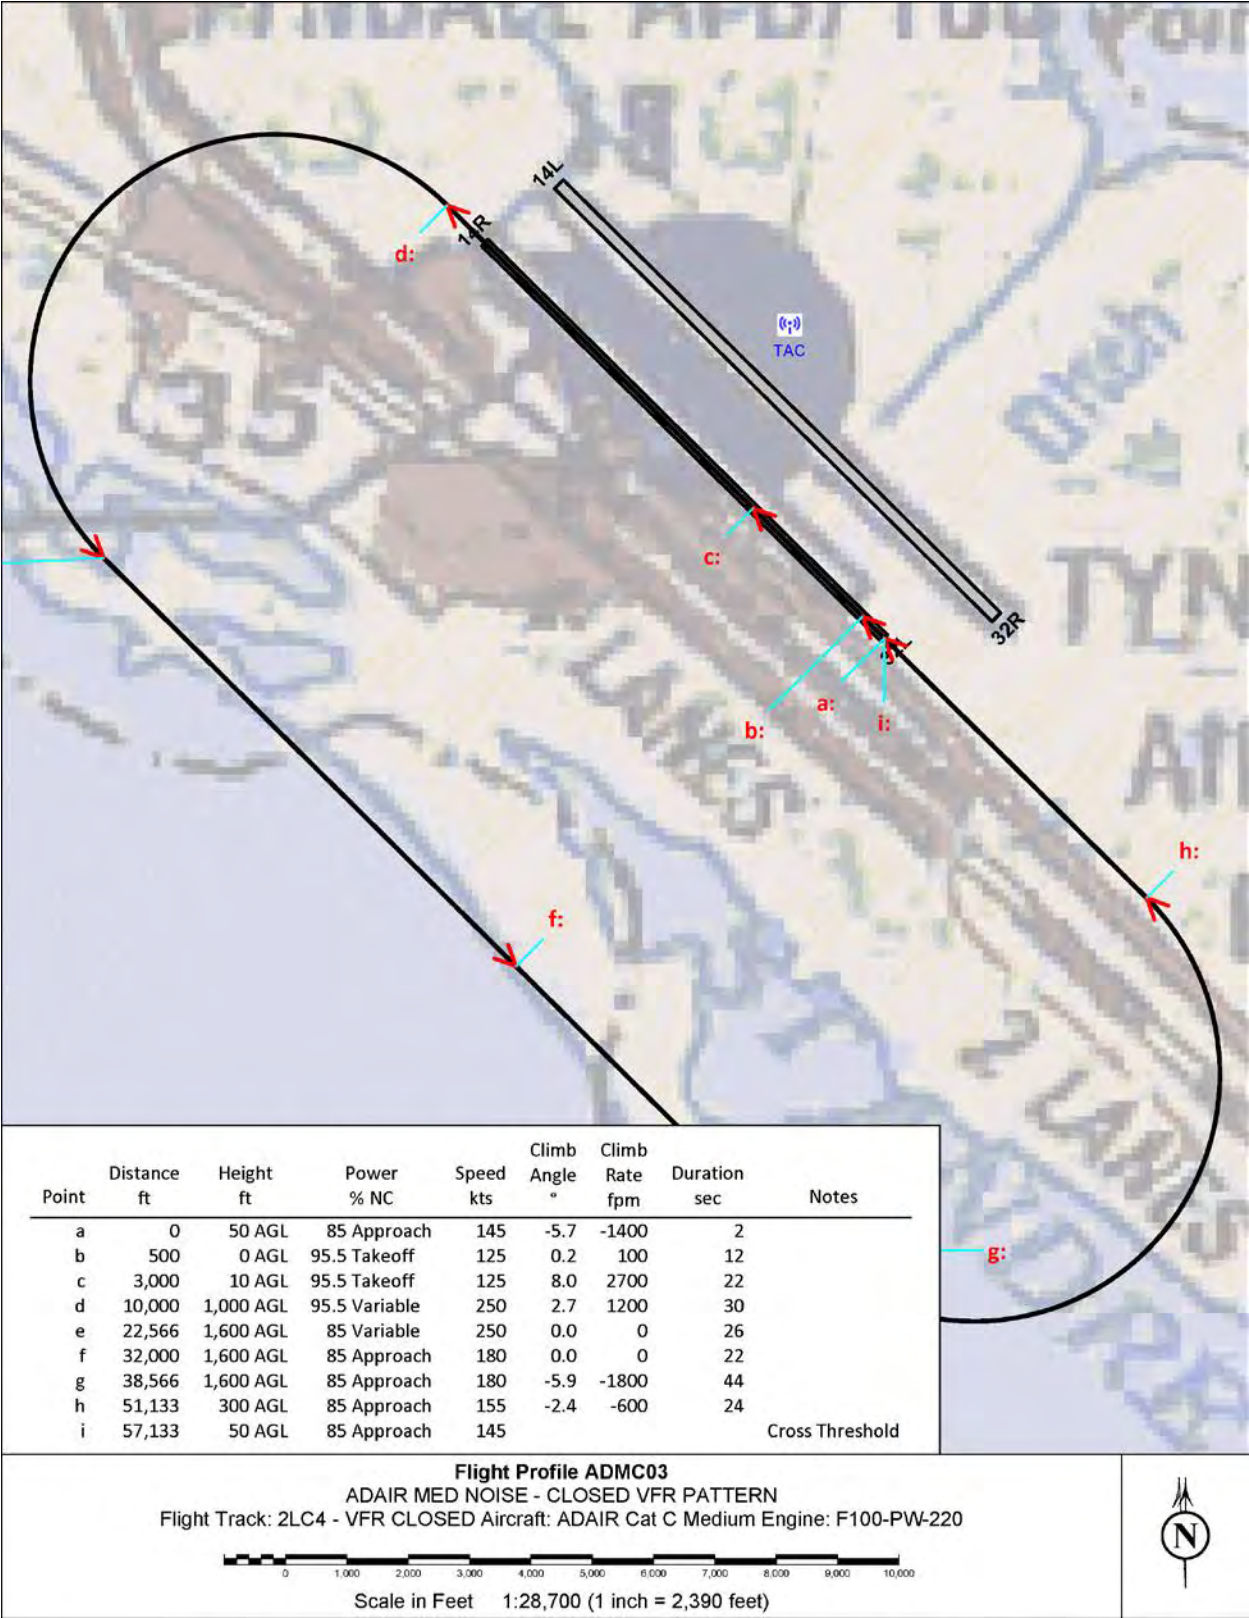 TYNDALL AFB/
14L
14R
d:
TAC
35
c:
TYN
32R
a:
b:
i:
LAKES
h:
f:
2 LAKES
g:
Point Distance ft Height ft Power % NC Speed kts Climb Angle ° Climb Rate fpm Duration sec Notes
a 0 50 AGL 85 Approach 145 -5.7 -1400 2
b 500 0 AGL 95.5 Takeoff 125 0.2 100 12
c 3,000 10 AGL 95.5 Takeoff 125 8.0 2700 22
d 10,000 1,000 AGL 95.5 Variable 250 2.7 1200 30
e 22,566 1,600 AGL 85 Variable 250 0.0 0 26
f 32,000 1,600 AGL 85 Approach 180 0.0 0 22
g 38,566 1,600 AGL 85 Approach 180 -5.9 -1800 44
h 51,133 300 AGL 85 Approach 155 -2.4 -600 24
i 57,133 50 AGL 85 Approach 145 Cross Threshold
Flight Profile ADMC03
ADAIR MED NOISE - CLOSED VFR PATTERN
Flight Track: 2LC4 - VFR CLOSED Aircraft: ADAIR Cat C Medium Engine: F100-PW-220
0 1,000 2,000 3,000 4,000 5,000 6,000 7,000 8,000 9,000 10,000
Scale in Feet 1:28,700 (1 inch = 2,390 feet)
N